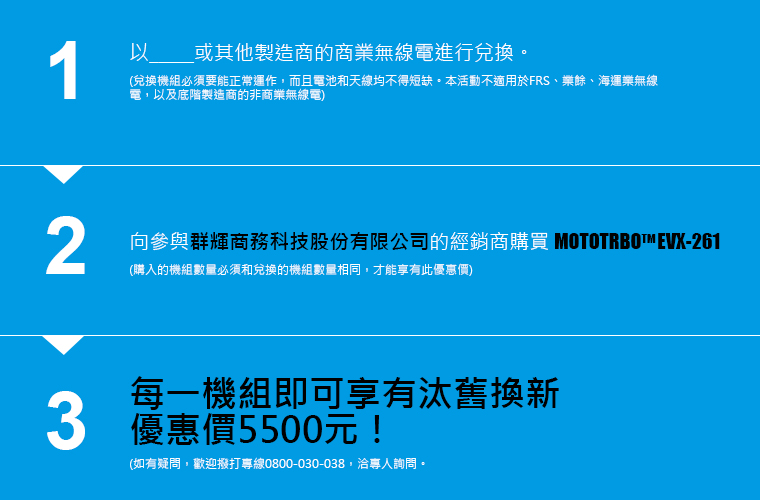 1
以_____或其他製造商的商業無線電進行兌換。
(兌換機組必須要能正常運作，而且電池和天線均不得短缺。本活動不適用於FRS、業餘、海運業無線
電，以及底階製造商的非商業無線電)
2
向參與群輝商務科技股份有限公司的經銷商購買 MOTOTRBO™EVX-261
(購入的機組數量必須和兌換的機組數量相同，才能享有此優惠價)
3
每一機組即可享有汰舊換新
優惠價5500元！
(如有疑問，歡迎撥打專線0800-030-038，洽專人詢問。